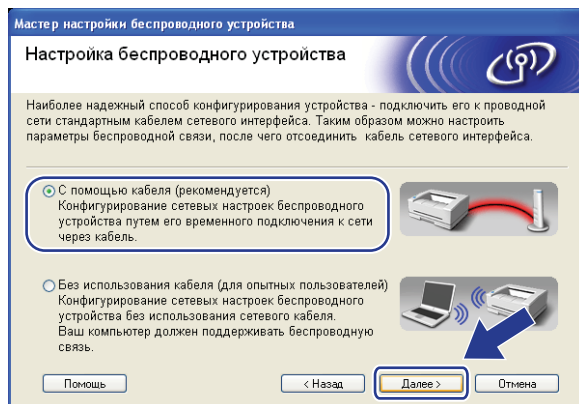 Мастер настройки беспроводного устройства
Настройка беспроводного устройства
Наиболее надежный способ конфигурирования устройства - подключить его к проводной
сети стандартным кабелем сетевого интерфейса. Таким образом можно настроить
параметры беспроводной связи, после чего отсоединить кабель сетевого интерфейса.
С помощью кабеля (рекомендуется)
Конфигурирование сетевых настроек беспроводного
устройства путем его временного подключения к сети
через кабель.
Без использования кабеля (для опытных пользователей)
Конфигурирование сетевых настроек беспроводного
устройства без использования сетевого кабеля.
Ваш компьютер должен поддерживать беспроводную
связь.
Помощь
< Назад
Далее >
Отмена